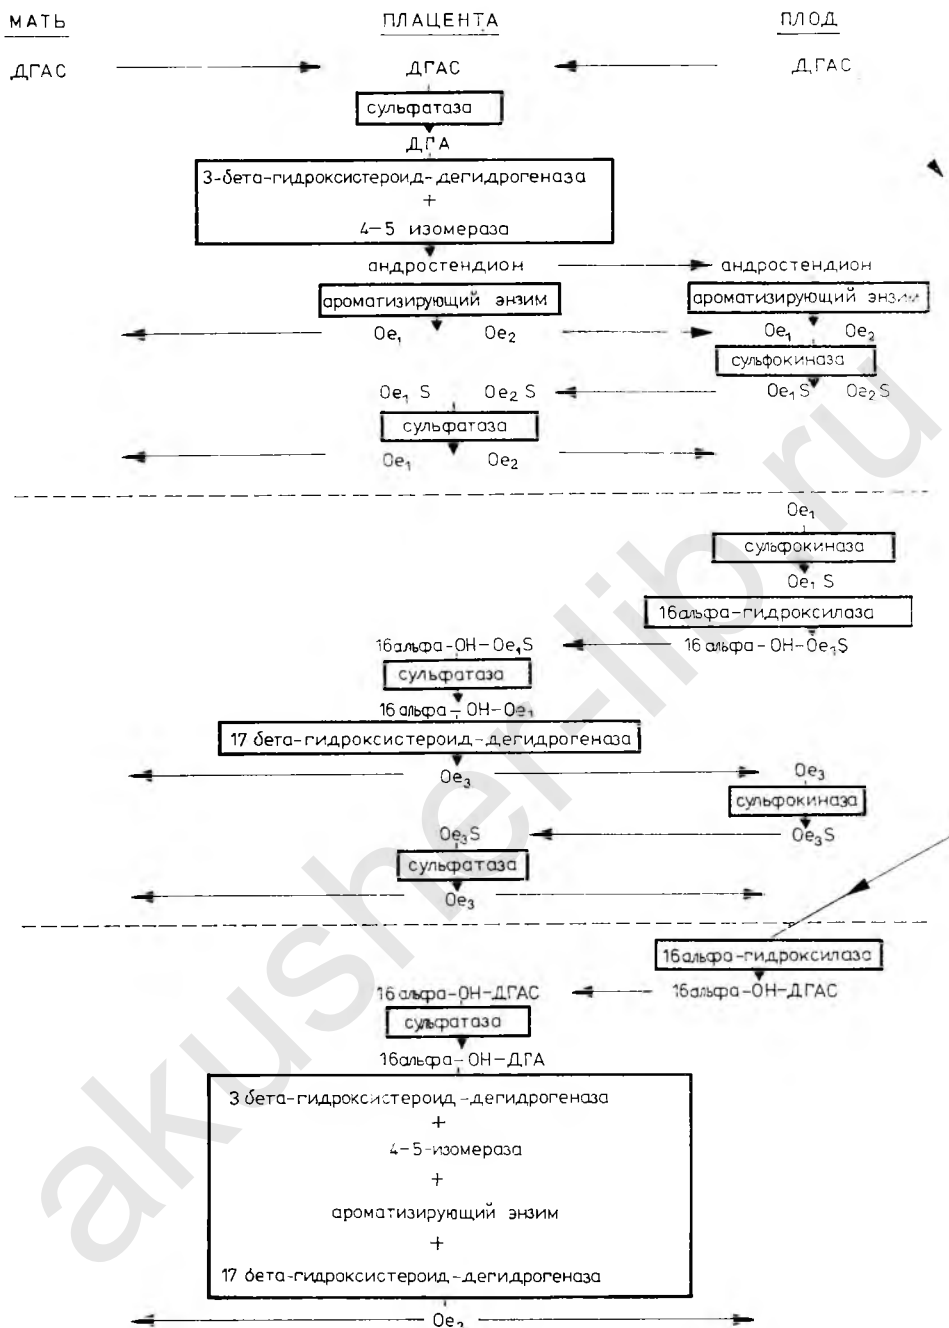 МАТЬ ПЛАЦЕНТА ПЛОД
ДГАС ДГАС ДГАС
сульфатаза
ДГА
3-бета-гидроксистероид-дегидрогеназа
+
4-5 изомераза
андростендион андростендион
ароматизирующий энзим ароматизирующий энзим
Oe₁ Oe₂ Oe₁ Oe₂
сульфокиназа
Oe₁ S Oe₂ S Oe₁ S Oe₂ S
сульфатаза
Oe₁ Oe₂
Oe₁
сульфокиназа
Oe₁ S
16альфа-гидроксилаза
16альфа-OH-Oe₁S 16альфа-OH-Oe₁S
сульфатаза
16альфа-OH-Oe₁
17 бета-гидроксистероид-дегидрогеназа
Oe₃ Oe₃
сульфокиназа
Oe₃S Oe₃S
сульфатаза
Oe₃
16альфа-гидроксилаза
16альфа-OH-ДГАС 16альфа-OH-ДГАС
сульфатаза
16альфа-OH-ДГА
3 бета-гидроксистероид-дегидрогеназа
+
4-5-изомераза
+
ароматизирующий энзим
+
17 бета-гидроксистероид-дегидрогеназа
akusher-lib.ru